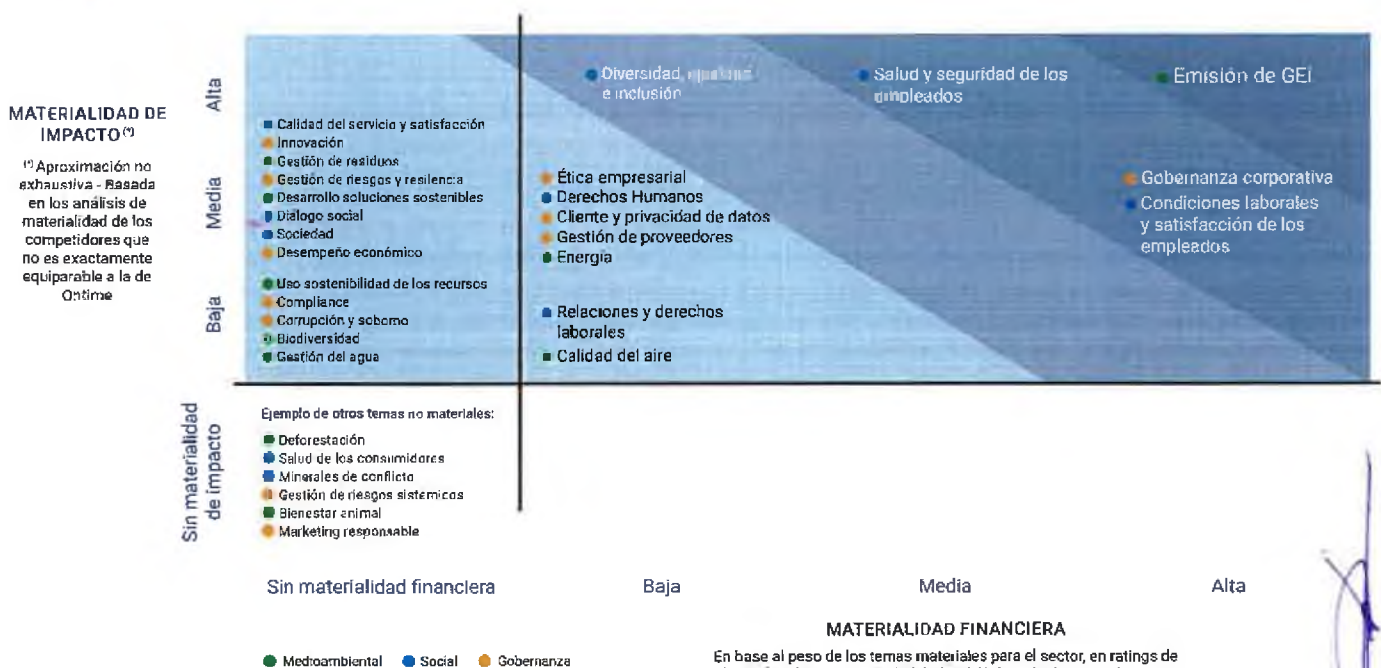 MATERIALIDAD DE
IMPACTO(*)
(*) Aproximación no
exhaustiva - Basada
en los análisis de
materialidad de los
competidores que
no es exactamente
equiparable a la de
Ontime
Alta
Media
Baja
Sin materialidad
de impacto
Calidad del servicio y satisfacción
Innovación
Gestión de residuos
Gestión de riesgos y resiliencia
Desarrollo soluciones sostenibles
Diálogo social
Sociedad
Desempeño económico
Uso sostenibilidad de los recursos
Compliance
Corrupción y soborno
Biodiversidad
Gestión del agua
Diversidad, 
e inclusión
Salud y seguridad de los
empleados
Emisión de GEI
Ética empresarial
Derechos Humanos
Cliente y privacidad de datos
Gestión de proveedores
Energía
Gobernanza corporativa
Condiciones laborales
y satisfacción de los
empleados
Relaciones y derechos
laborales
Calidad del aire
Ejemplo de otros temas no materiales:
Deforestación
Salud de los consumidores
Minerales de conflicto
Gestión de riesgos sistémicos
Bienestar animal
Marketing responsable
Sin materialidad financiera
Baja
Media
Alta
MATERIALIDAD FINANCIERA
En base al peso de los temas materiales para el sector, en ratings de
Medioambiental
Social
Gobernanza